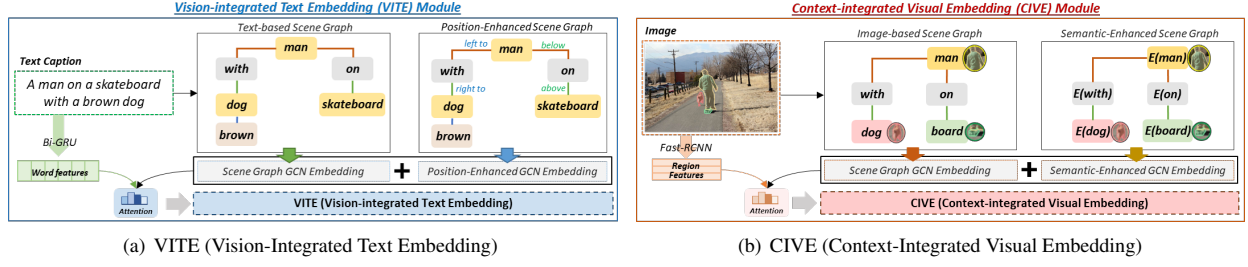 Vision-integrated Text Embedding (VITE) Module
Text-based Scene Graph
Position-Enhanced Scene Graph
Text Caption
A man on a skateboard
with a brown dog
man
with
on
dog
skateboard
brown
left to
man
below
with
on
right to
above
dog
skateboard
brown
Bi-GRU
Word features
Scene Graph GCN Embedding
+
Position-Enhanced GCN Embedding
Attention
VITE (Vision-integrated Text Embedding)
(a) VITE (Vision-Integrated Text Embedding)
Context-integrated Visual Embedding (CIVE) Module
Image
Image-based Scene Graph
Semantic-Enhanced Scene Graph
man
with
on
dog
board
E(man)
E(with)
E(on)
E(dog)
E(board)
Fast-RCNN
Region
Features
Scene Graph GCN Embedding
+
Semantic-Enhanced GCN Embedding
Attention
CIVE (Context-integrated Visual Embedding)
(b) CIVE (Context-Integrated Visual Embedding)